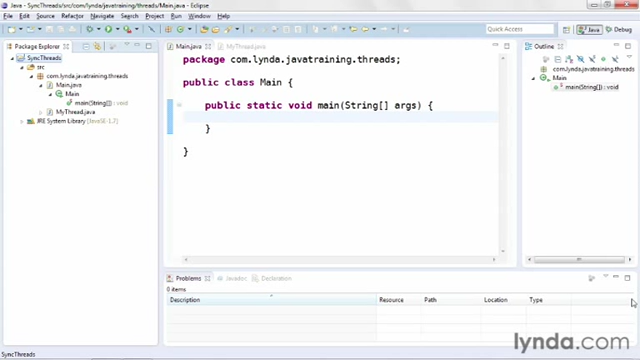 Java - SyncThreads/src/com/lynda/javatraining/threads/Main.java - Eclipse
File Edit Source Refactor Navigate Search Project Run Window Help
Quick Access
Java
Debug
Package Explorer
SyncThreads
src
com.lynda.javatraining.threads
Main.java
Main
main(String[]) : void
MyThread.java
JRE System Library [JavaSE-1.7]
Main.java
MyThread.java
package com.lynda.javatraining.threads;
public class Main {
public static void main(String[] args) {
}
}
Outline
com.lynda.javatraining.threads
Main
main(String[]) : void
Problems
Javadoc
Declaration
0 items
Description Resource Path Location Type
SyncThreads
lynda.com